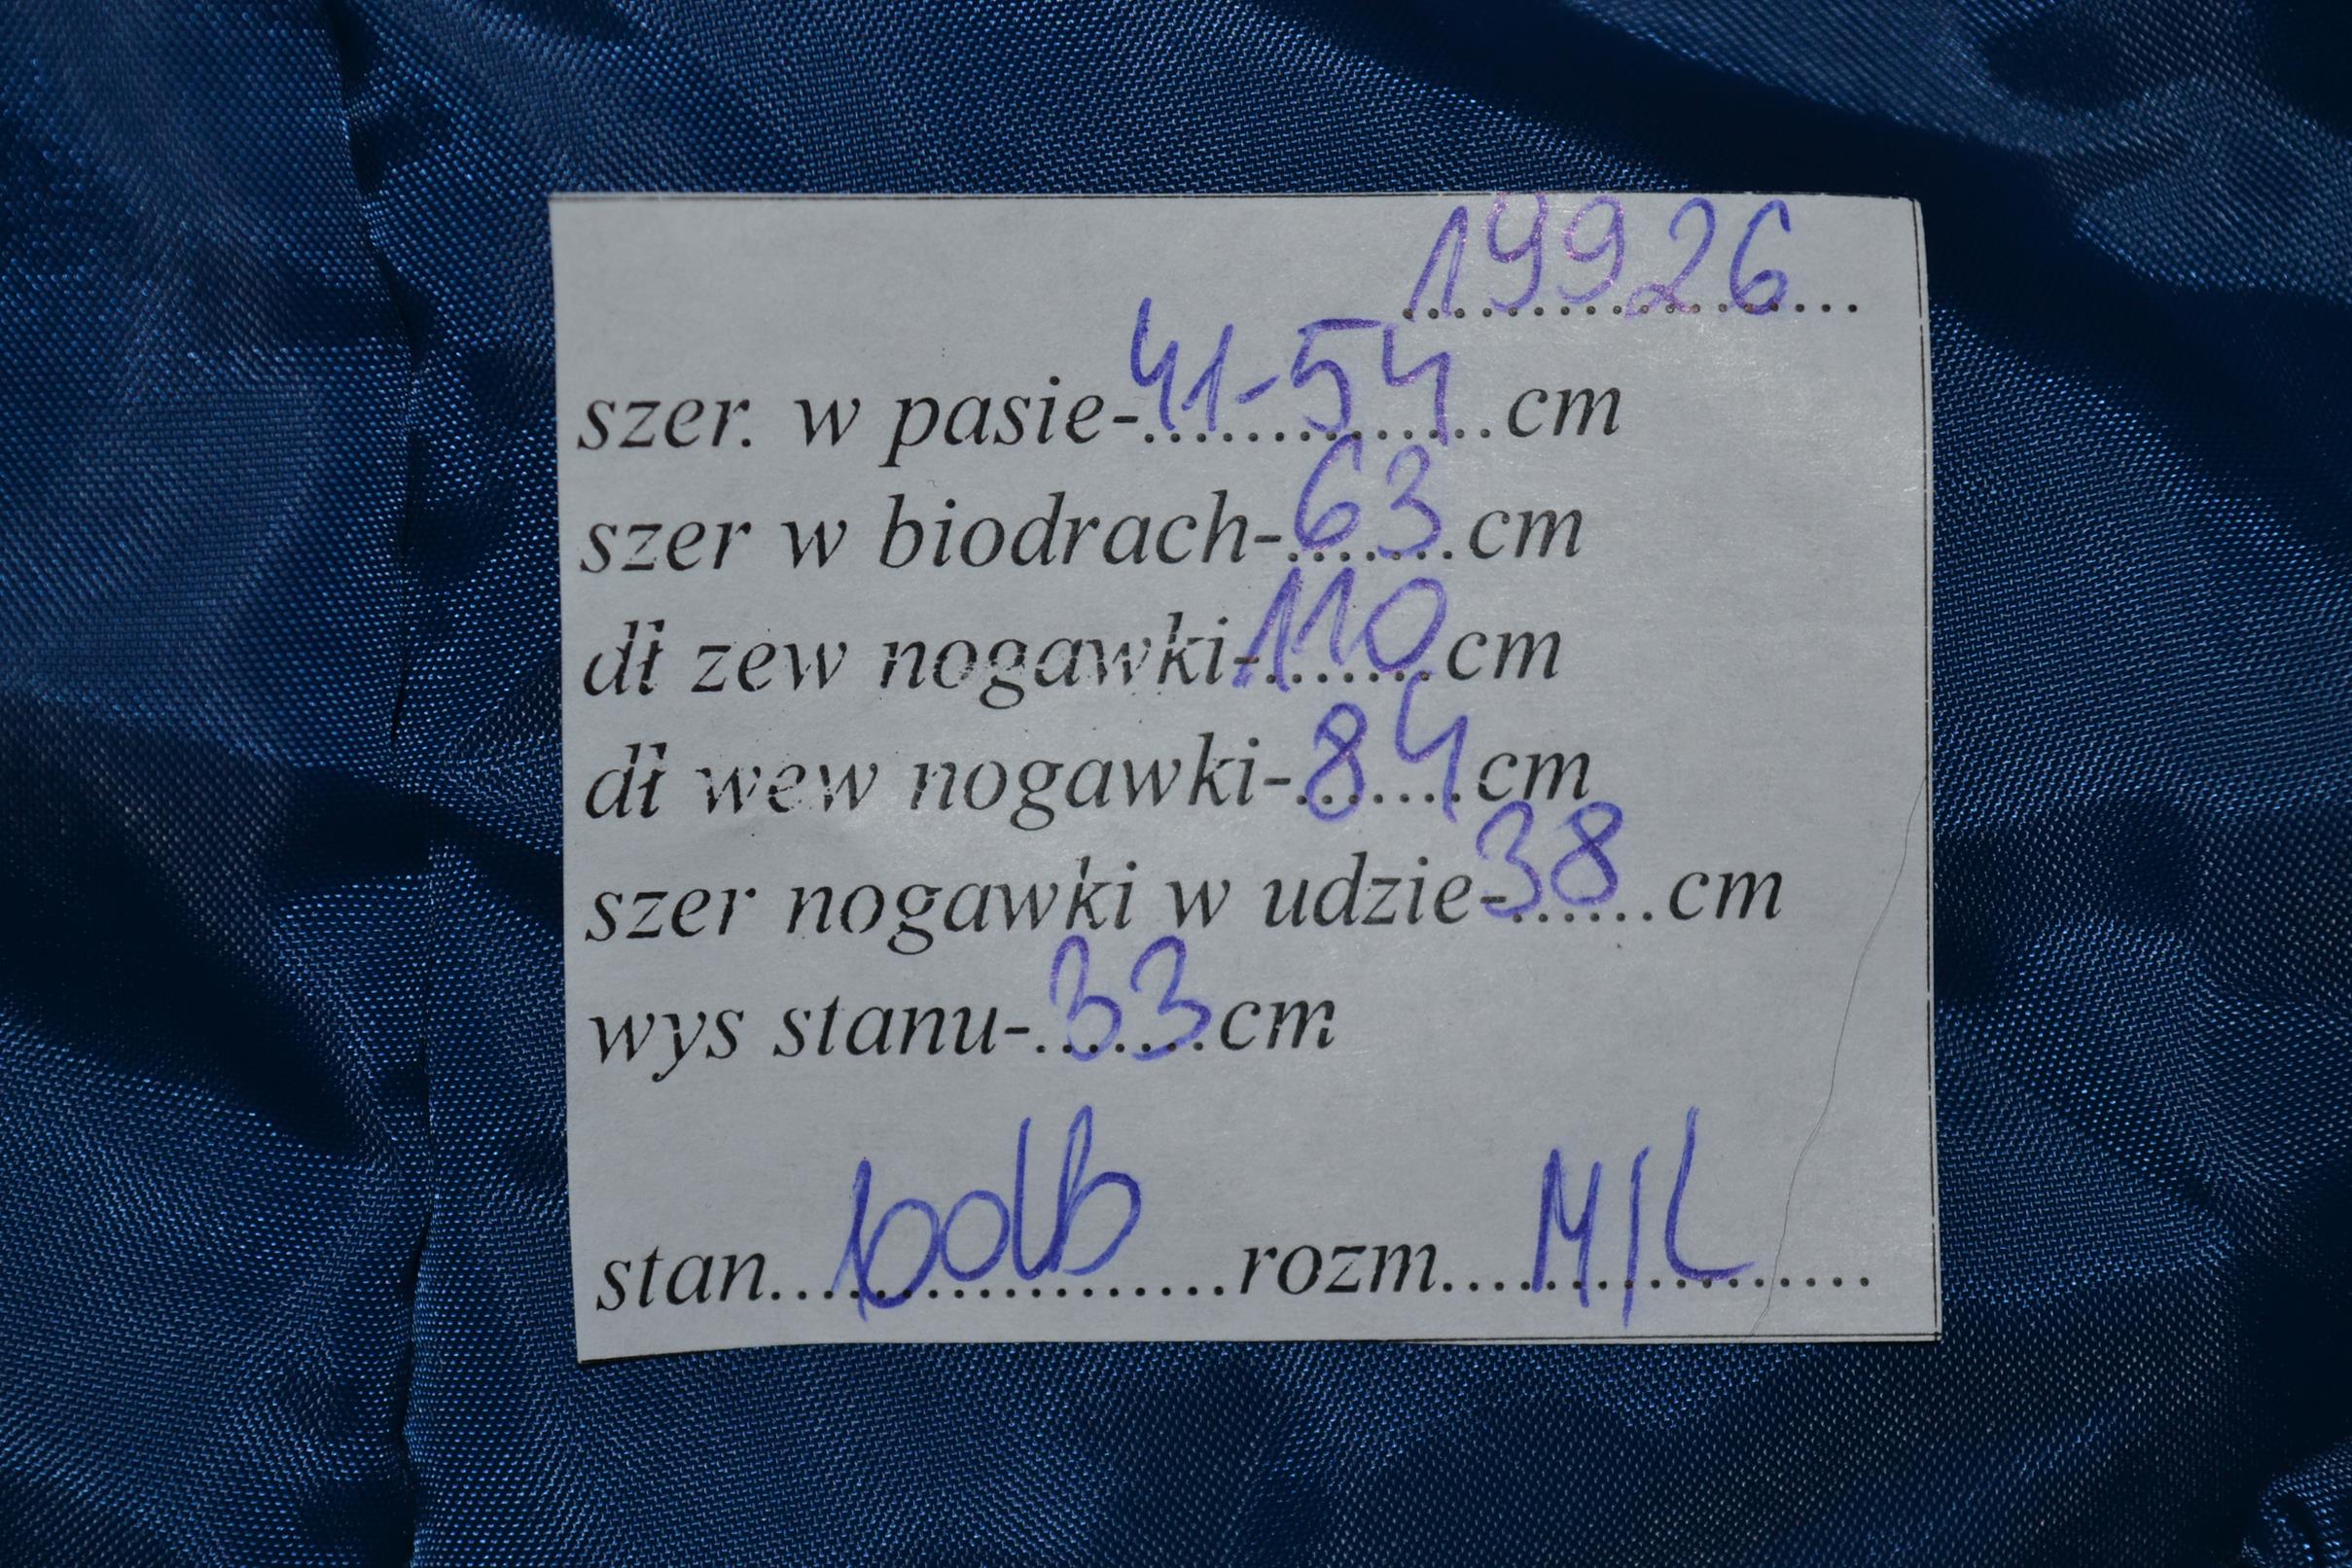 19926
szer. w pasie-41-54cm
szer w biodrach-63cm
dł zew nogawki-110cm
dł wew nogawki-84cm
szer nogawki w udzie-38cm
wys stanu-33cm
stan..........rozm....M/L